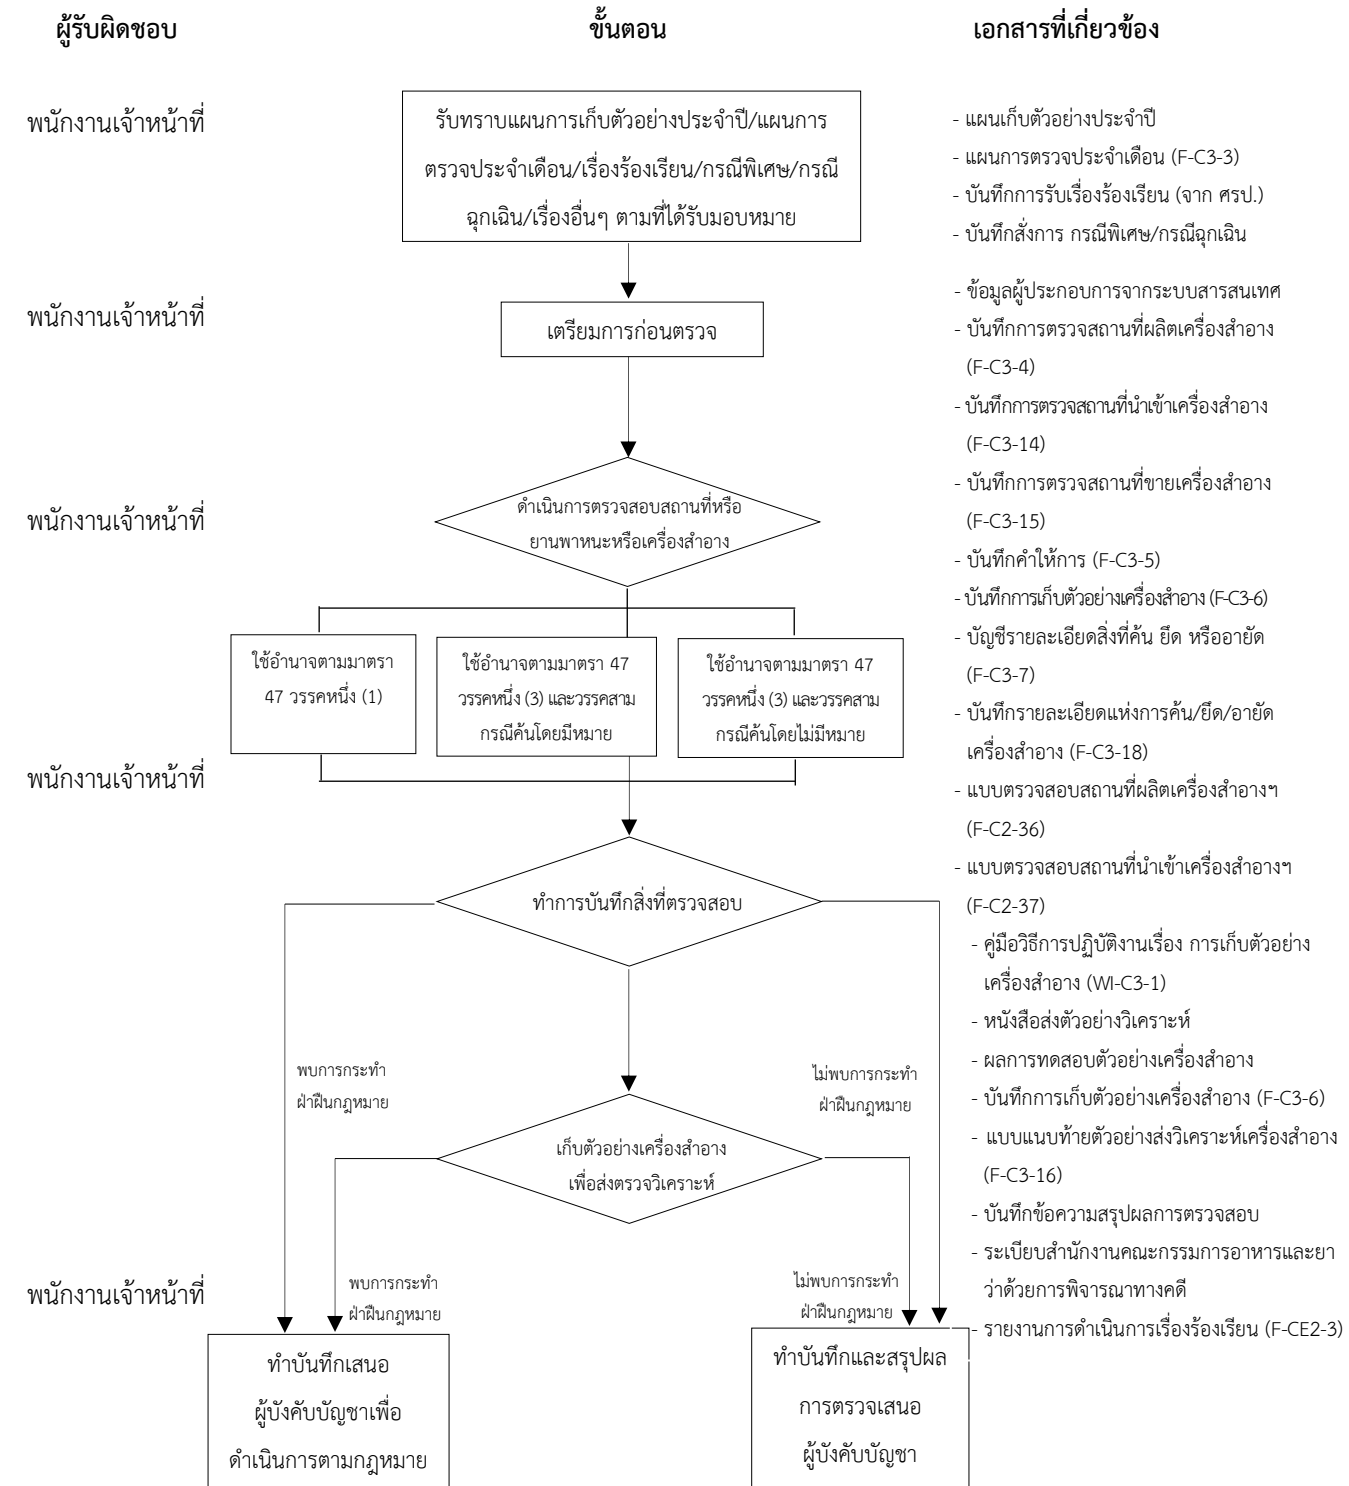 ผู้รับผิดชอบ
ขั้นตอน
เอกสารที่เกี่ยวข้อง
พนักงานเจ้าหน้าที่
รับทราบแผนการเก็บตัวอย่างประจำปี/แผนการ
ตรวจประจำเดือน/เรื่องร้องเรียน/กรณีพิเศษ/กรณี
ฉุกเฉิน/เรื่องอื่นๆ ตามที่ได้รับมอบหมาย
- แผนเก็บตัวอย่างประจำปี
- แผนการตรวจประจำเดือน (F-C3-3)
- บันทึกการรับเรื่องร้องเรียน (จาก ศรป.)
- บันทึกสั่งการ กรณีพิเศษ/กรณีฉุกเฉิน
พนักงานเจ้าหน้าที่
เตรียมการก่อนตรวจ
- ข้อมูลผู้ประกอบการจากระบบสารสนเทศ
- บันทึกการตรวจสถานที่ผลิตเครื่องสำอาง
(F-C3-4)
- บันทึกการตรวจสถานที่นำเข้าเครื่องสำอาง
(F-C3-14)
- บันทึกการตรวจสถานที่ขายเครื่องสำอาง
(F-C3-15)
- บันทึกคำให้การ (F-C3-5)
- บันทึกการเก็บตัวอย่างเครื่องสำอาง (F-C3-6)
- บัญชีรายละเอียดสิ่งที่ค้น ยึด หรืออายัด
(F-C3-7)
- บันทึกรายละเอียดแห่งการค้น/ยึด/อายัด
เครื่องสำอาง (F-C3-18)
- แบบตรวจสอบสถานที่ผลิตเครื่องสำอางฯ
(F-C2-36)
- แบบตรวจสอบสถานที่นำเข้าเครื่องสำอางฯ
(F-C2-37)
พนักงานเจ้าหน้าที่
ดำเนินการตรวจสอบสถานที่หรือ
ยานพาหนะหรือเครื่องสำอาง
ใช้อำนาจตามมาตรา
47 วรรคหนึ่ง (1)
ใช้อำนาจตามมาตรา 47
วรรคหนึ่ง (3) และวรรคสาม
กรณีค้นโดยมีหมาย
ใช้อำนาจตามมาตรา 47
วรรคหนึ่ง (3) และวรรคสาม
กรณีค้นโดยไม่มีหมาย
พนักงานเจ้าหน้าที่
ทำการบันทึกสิ่งที่ตรวจสอบ
- คู่มือวิธีการปฏิบัติงานเรื่อง การเก็บตัวอย่าง
เครื่องสำอาง (WI-C3-1)
- หนังสือส่งตัวอย่างวิเคราะห์
- ผลการทดสอบตัวอย่างเครื่องสำอาง
- บันทึกการเก็บตัวอย่างเครื่องสำอาง (F-C3-6)
- แบบแนบท้ายตัวอย่างส่งวิเคราะห์เครื่องสำอาง
(F-C3-16)
- บันทึกข้อความสรุปผลการตรวจสอบ
- ระเบียบสำนักงานคณะกรรมการอาหารและยา
ว่าด้วยการพิจารณาทางคดี
- รายงานการดำเนินการเรื่องร้องเรียน (F-CE2-3)
พบการกระทำ
ฝ่าฝืนกฎหมาย
ไม่พบการกระทำ
ฝ่าฝืนกฎหมาย
เก็บตัวอย่างเครื่องสำอาง
เพื่อส่งตรวจวิเคราะห์
พนักงานเจ้าหน้าที่
พบการกระทำ
ฝ่าฝืนกฎหมาย
ไม่พบการกระทำ
ฝ่าฝืนกฎหมาย
ทำบันทึกเสนอ
ผู้บังคับบัญชาเพื่อ
ดำเนินการตามกฎหมาย
ทำบันทึกและสรุปผล
การตรวจเสนอ
ผู้บังคับบัญชา